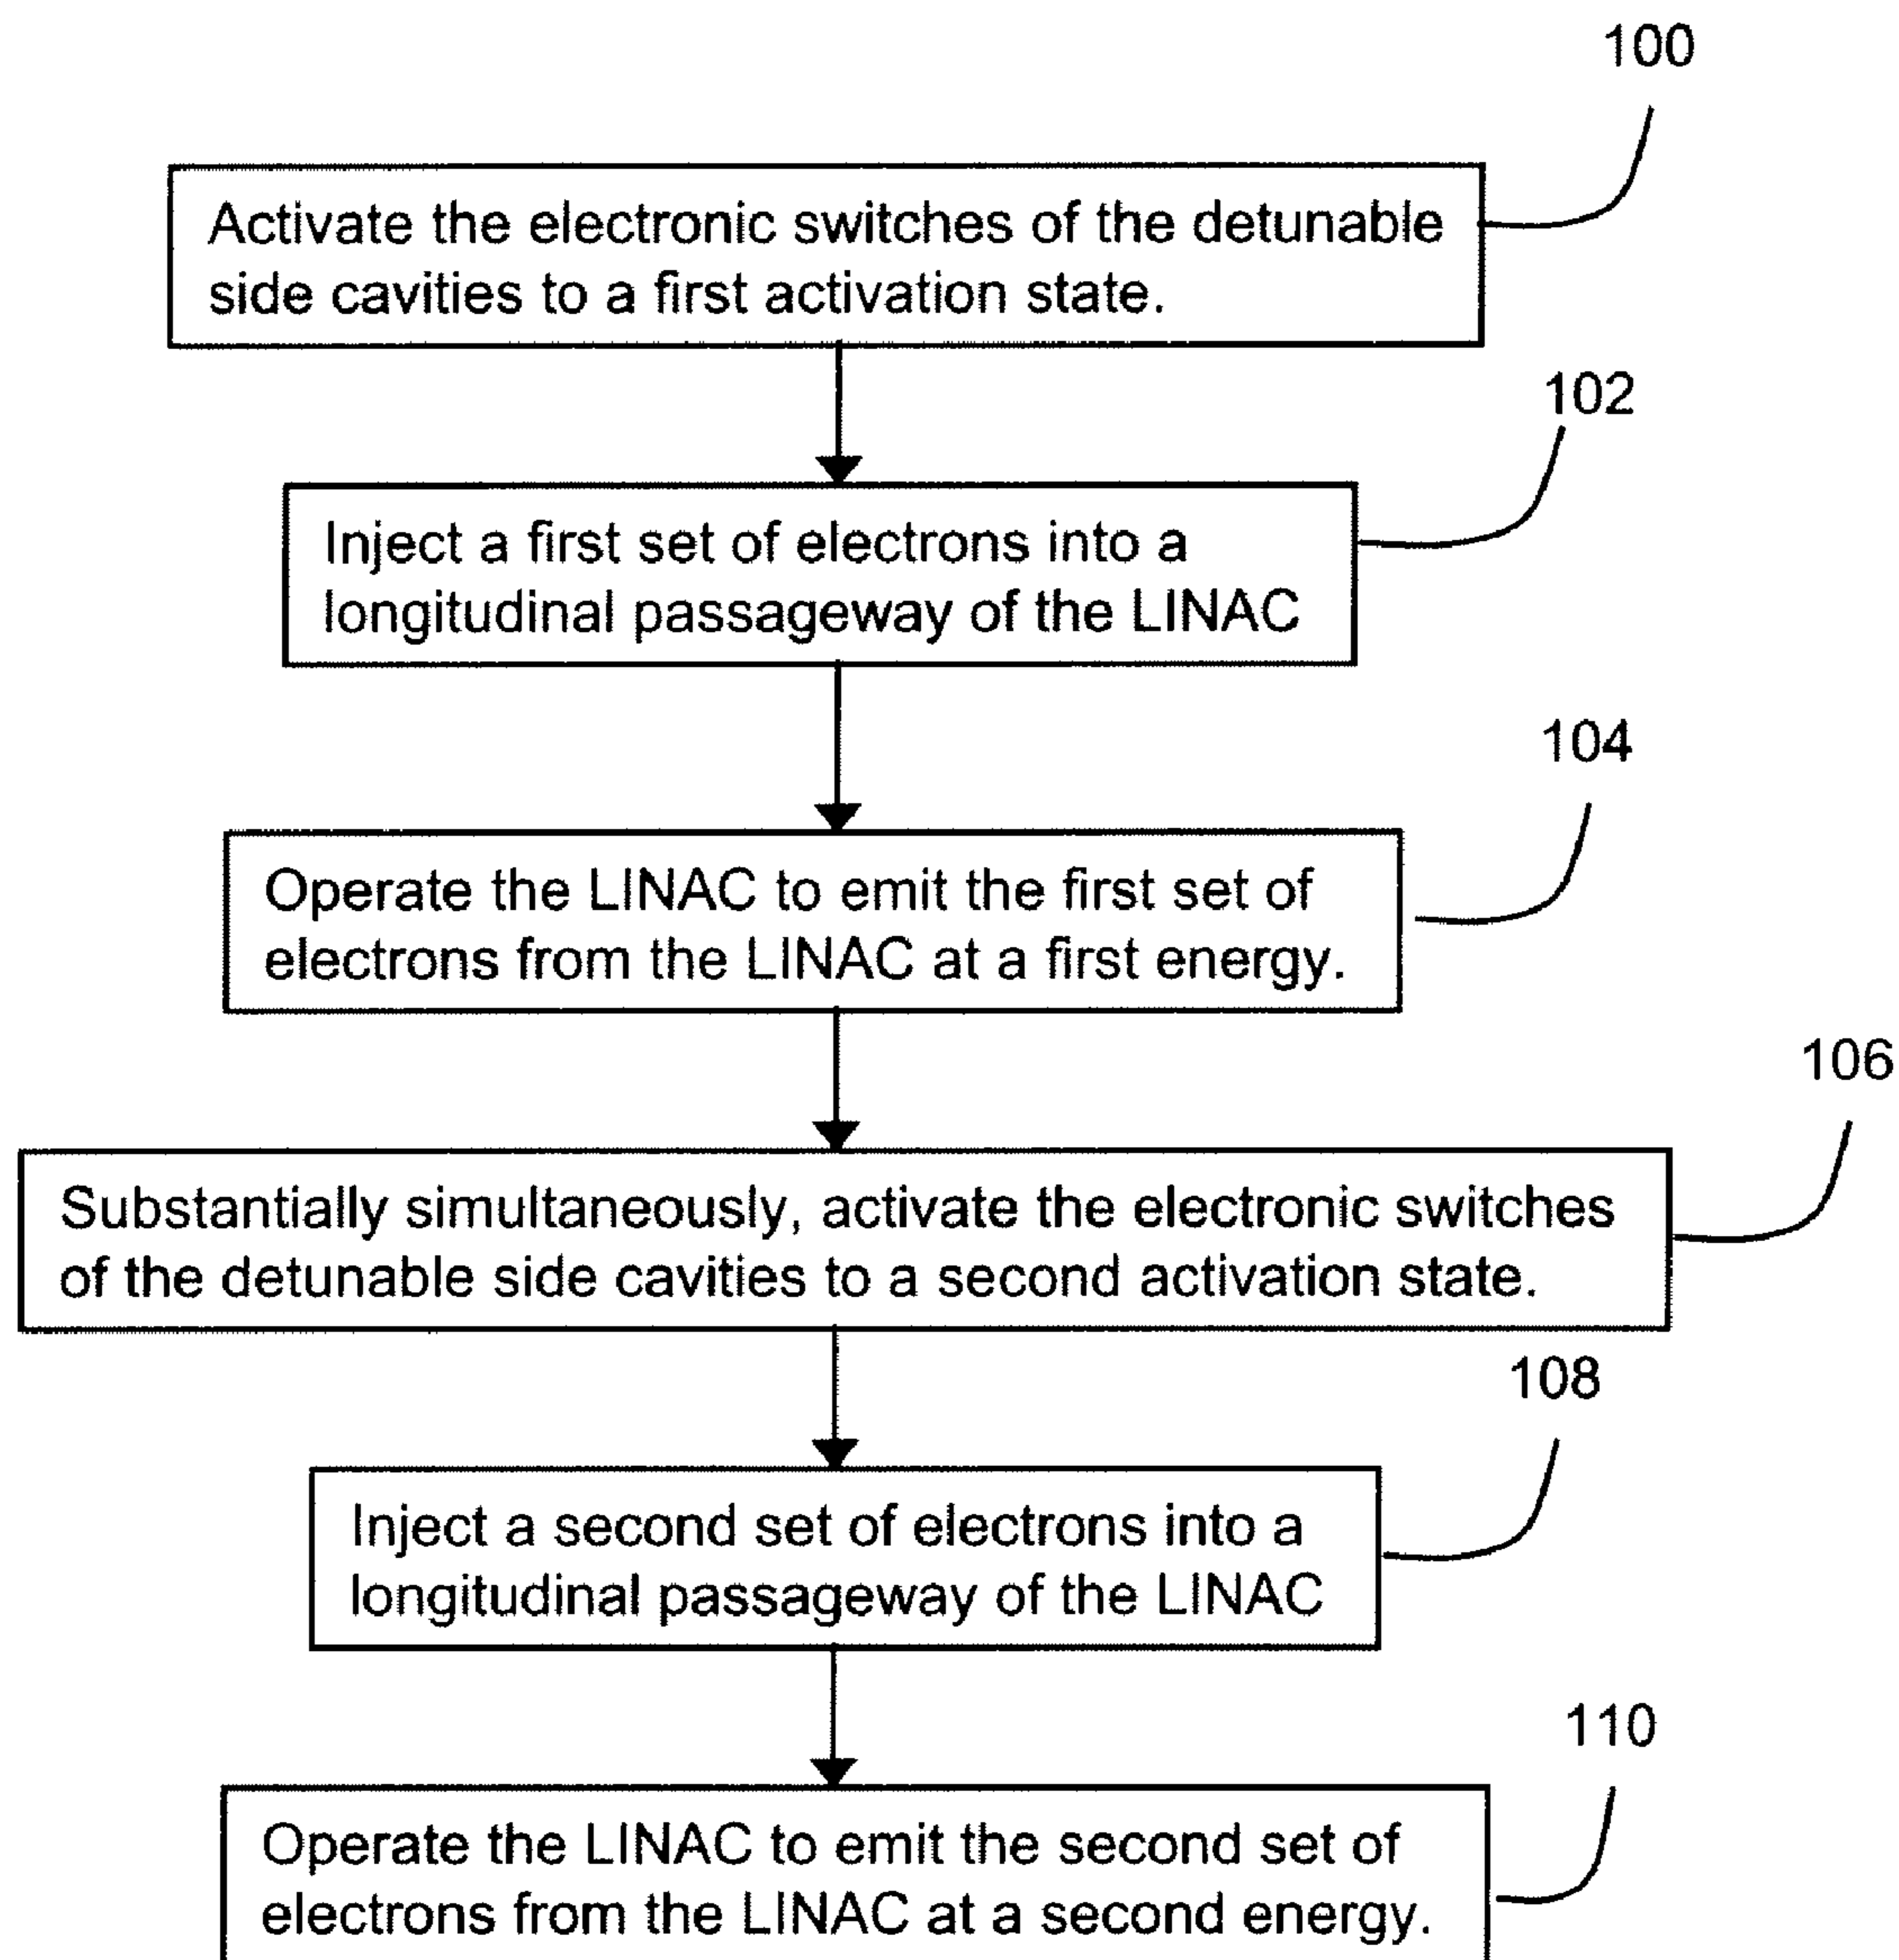 100
Activate the electronic switches of the detunable
side cavities to a first activation state.
102
Inject a first set of electrons into a
longitudinal passageway of the LINAC
104
Operate the LINAC to emit the first set of
electrons from the LINAC at a first energy.
106
Substantially simultaneously, activate the electronic switches
of the detunable side cavities to a second activation state.
108
Inject a second set of electrons into a
longitudinal passageway of the LINAC
110
Operate the LINAC to emit the second set of
electrons from the LINAC at a second energy.